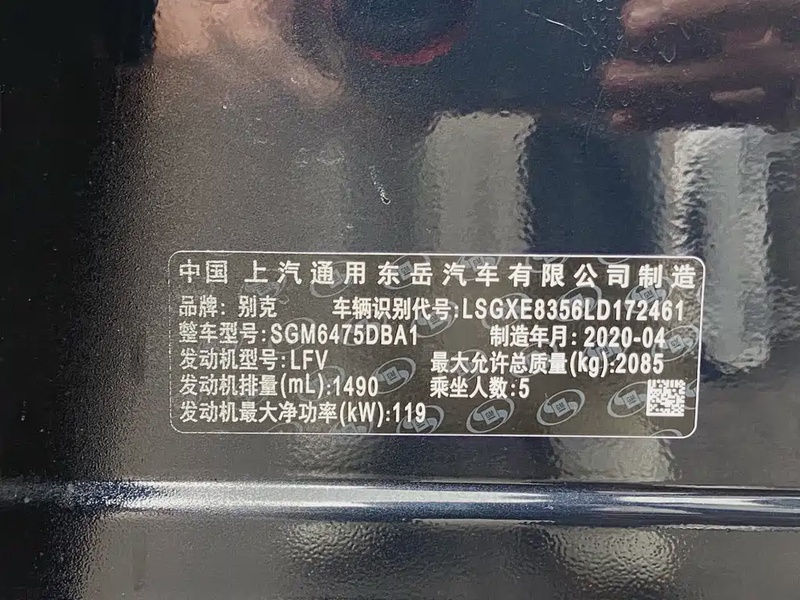 中国 上汽通用东岳汽车有限公司制造
品牌: 别克 车辆识别代号:LSGXE8356LD172461
整车型号:SGM6475DBA1 制造年月: 2020-04
发动机型号:LFV 最大允许总质量(kg):2085
发动机排量(mL):1490 乘坐人数:5
发动机最大净功率(kW):119